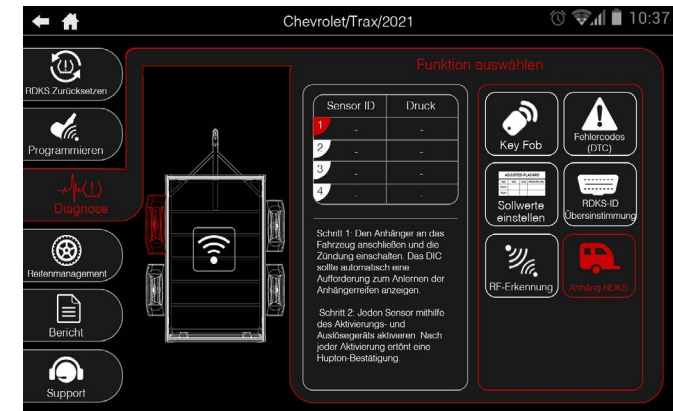 Chevrolet/Trax/2021
10:37
RDKS Zurücksetzen
Programmieren
Diagnose
Reifenmanagement
Bericht
Support
Funktion auswählen
Sensor ID Druck
1 - -
2 - -
3 - -
4 - -
Schritt 1: Den Anhänger an das
Fahrzeug anschließen und die
Zündung einschalten. Das DIC
sollte automatisch eine
Aufforderung zum Anlernen der
Anhängerreifen anzeigen.
Schritt 2: Jeden Sensor mithilfe
des Aktivierungs- und
Auslösegeräts aktivieren. Nach
jeder Aktivierung ertönt eine
Hupton-Bestätigung.
Key Fob
Fehlercodes
(DTC)
ADJUSTED PLACARD
Sollwerte
einstellen
RDKS-ID
Übersinstimmung
RF-Erkennung
Anhäng RDKS